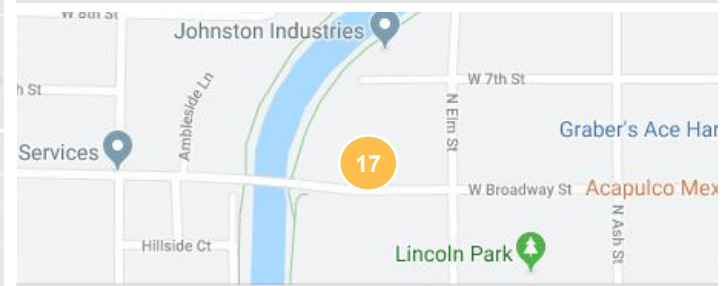 W 8th St
Johnston Industries
W 7th St
h St
Ambleside Ln
N Elm St
Graber's Ace Har
Services
17
W Broadway St
Acapulco Mex
N Ash St
Hillside Ct
Lincoln Park